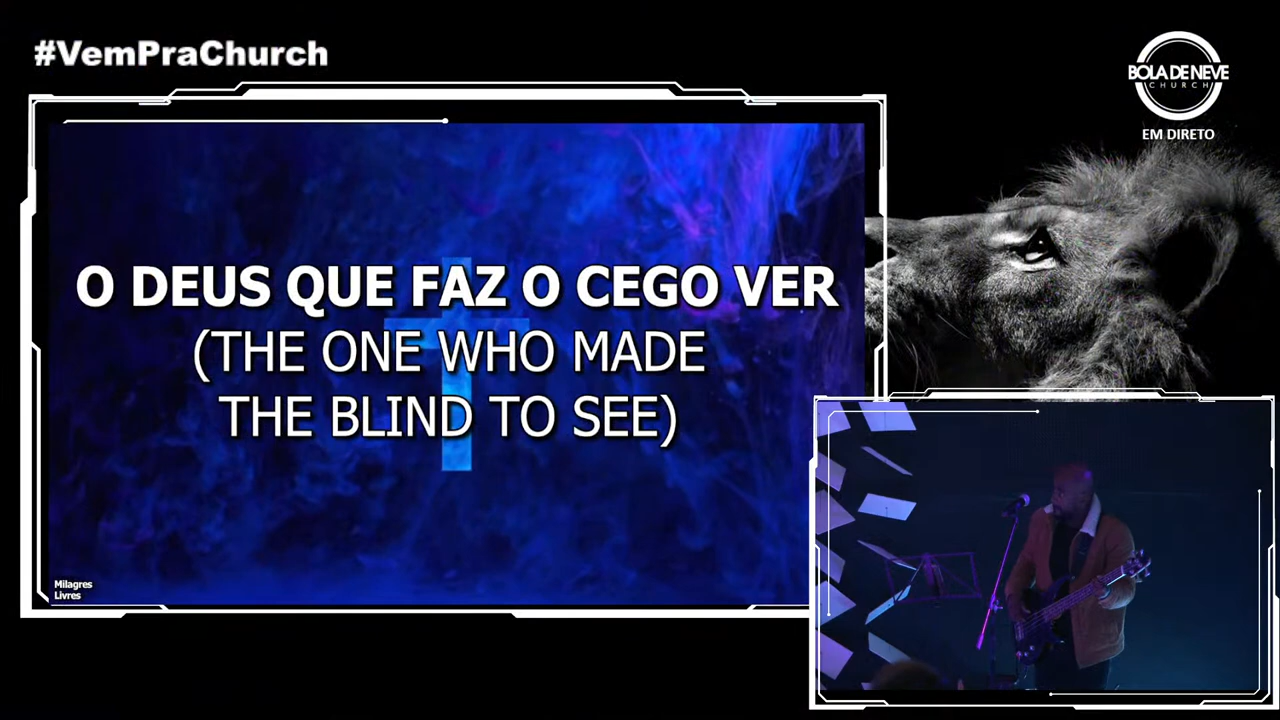 #VemPraChurch
BOLA DE NEVE
CHURCH
EM DIRETO
O DEUS QUE FAZ O CEGO VER
(THE ONE WHO MADE
THE BLIND TO SEE)
Milagres
Livres